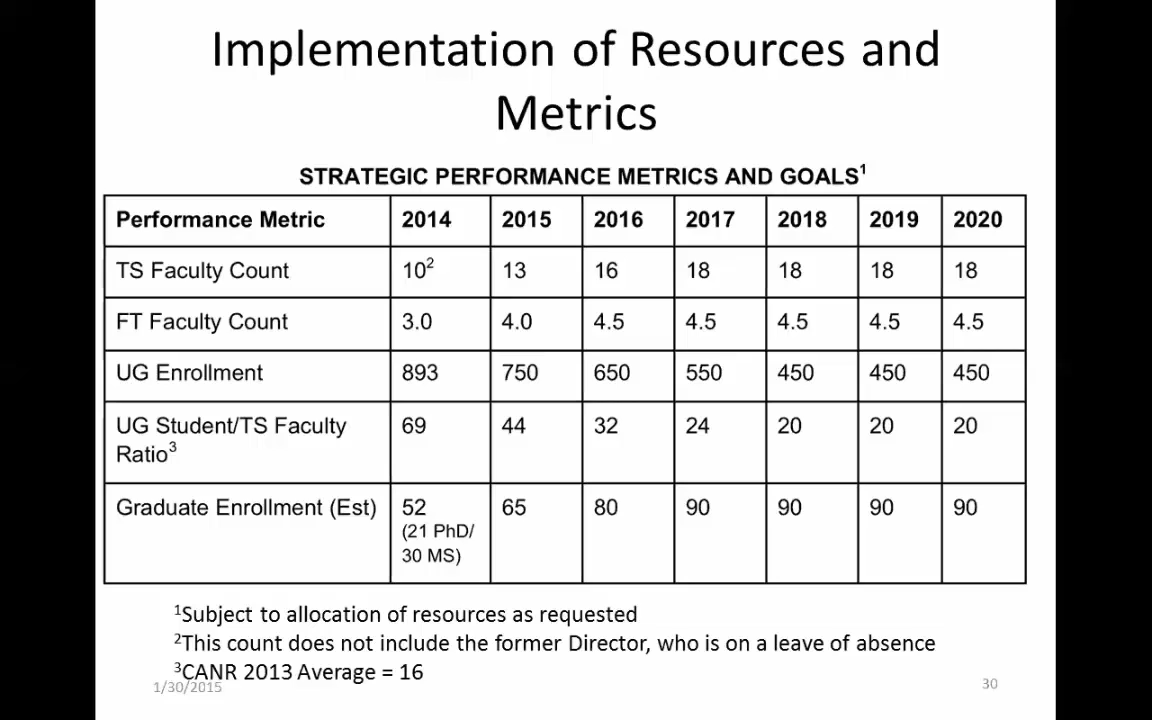 Implementation of Resources and
Metrics
STRATEGIC PERFORMANCE METRICS AND GOALS¹
Performance Metric 2014 2015 2016 2017 2018 2019 2020
TS Faculty Count 10² 13 16 18 18 18 18
FT Faculty Count 3.0 4.0 4.5 4.5 4.5 4.5 4.5
UG Enrollment 893 750 650 550 450 450 450
UG Student/TS Faculty 69 44 32 24 20 20 20
Ratio³
Graduate Enrollment (Est) 52 65 80 90 90 90 90
(21 PhD/
30 MS)
¹Subject to allocation of resources as requested
²This count does not include the former Director, who is on a leave of absence
³CANR 2013 Average = 16
1/30/2015 30